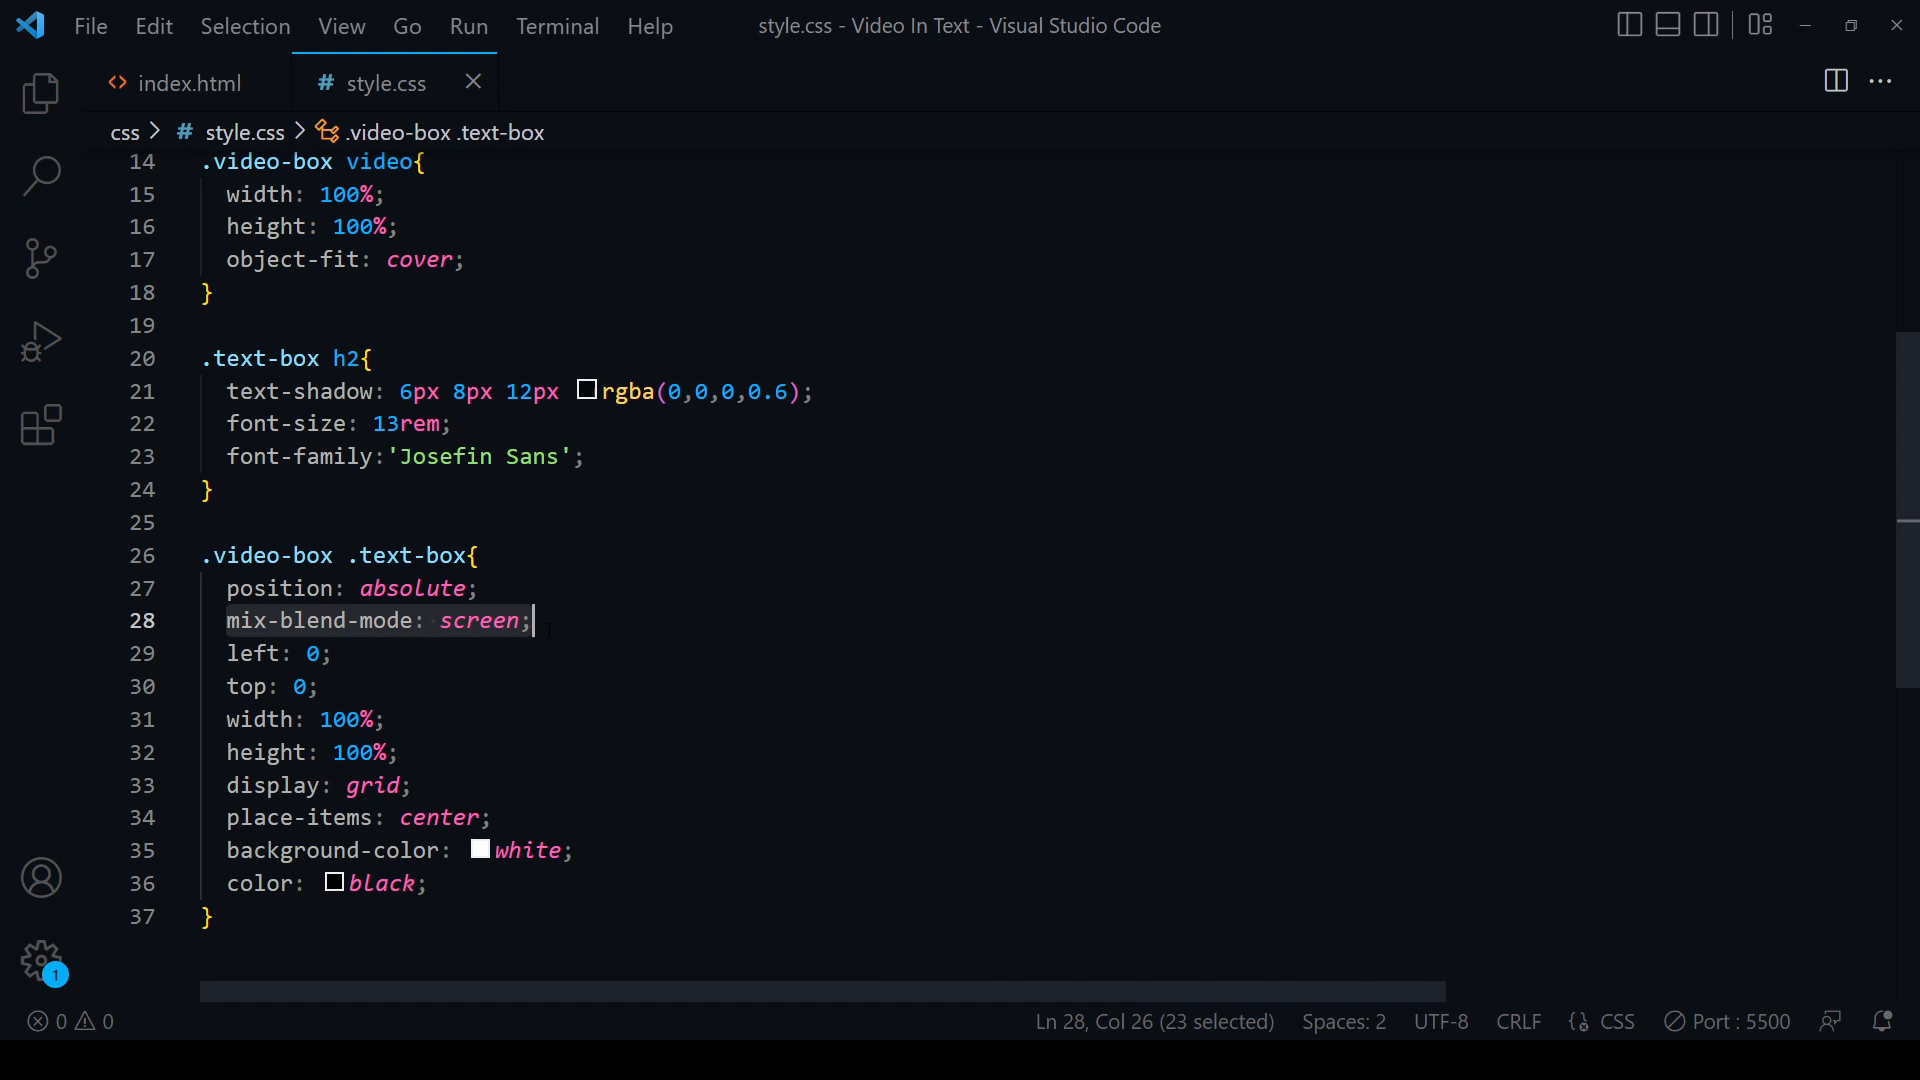 File Edit Selection View Go Run Terminal Help style.css - Video In Text - Visual Studio Code
<> index.html # style.css
css > # style.css > .video-box .text-box
14 .video-box video{
15 width: 100%;
16 height: 100%;
17 object-fit: cover;
18 }
19
20 .text-box h2{
21 text-shadow: 6px 8px 12px rgba(0,0,0,0.6);
22 font-size: 13rem;
23 font-family:'Josefin Sans';
24 }
25
26 .video-box .text-box{
27 position: absolute;
28 mix-blend-mode: screen;
29 left: 0;
30 top: 0;
31 width: 100%;
32 height: 100%;
33 display: grid;
34 place-items: center;
35 background-color: white;
36 color: black;
37 }
1
0 0 Ln 28, Col 26 (23 selected) Spaces: 2 UTF-8 CRLF {} CSS Port : 5500